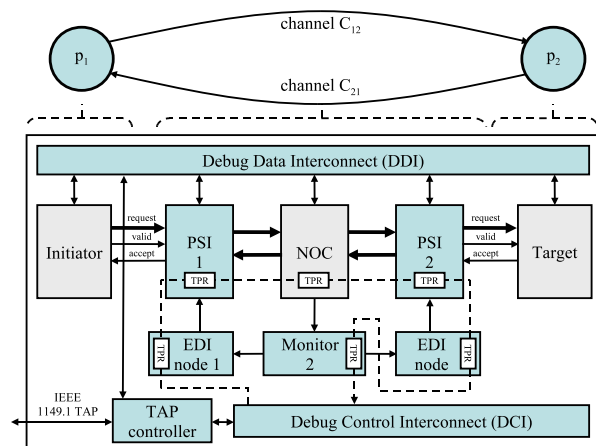 channel C12
p1
p2
channel C21
Debug Data Interconnect (DDI)
Initiator
request
valid
accept
PSI
1
NOC
PSI
2
request
valid
accept
Target
TPR
TPR
TPR
TPR
EDI
node 1
Monitor
2
TPR
EDI
node
TPR
IEEE
1149.1 TAP
TAP
controller
Debug Control Interconnect (DCI)